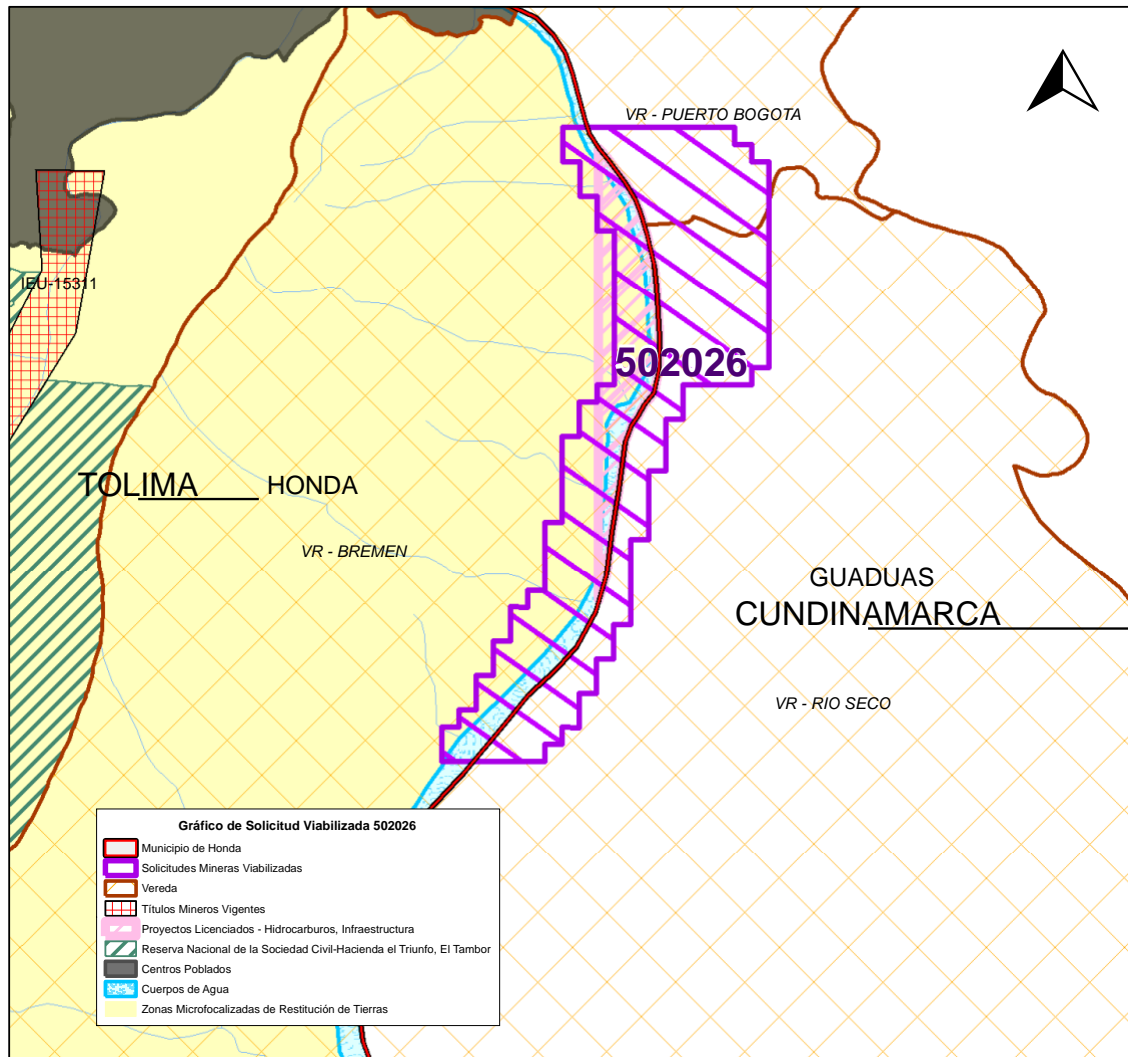 VR - PUERTO BOGOTA
IEU-15311
502026
TOLIMA
HONDA
VR - BREMEN
GUADUAS
CUNDINAMARCA
VR - RIO SECO
Gráfico de Solicitud Viabilizada 502026
Municipio de Honda
Solicitudes Mineras Viabilizadas
Vereda
Títulos Mineros Vigentes
Proyectos Licenciados - Hidrocarburos, Infraestructura
Reserva Nacional de la Sociedad Civil-Hacienda el Triunfo, El Tambor
Centros Poblados
Cuerpos de Agua
Zonas Microfocalizadas de Restitución de Tierras